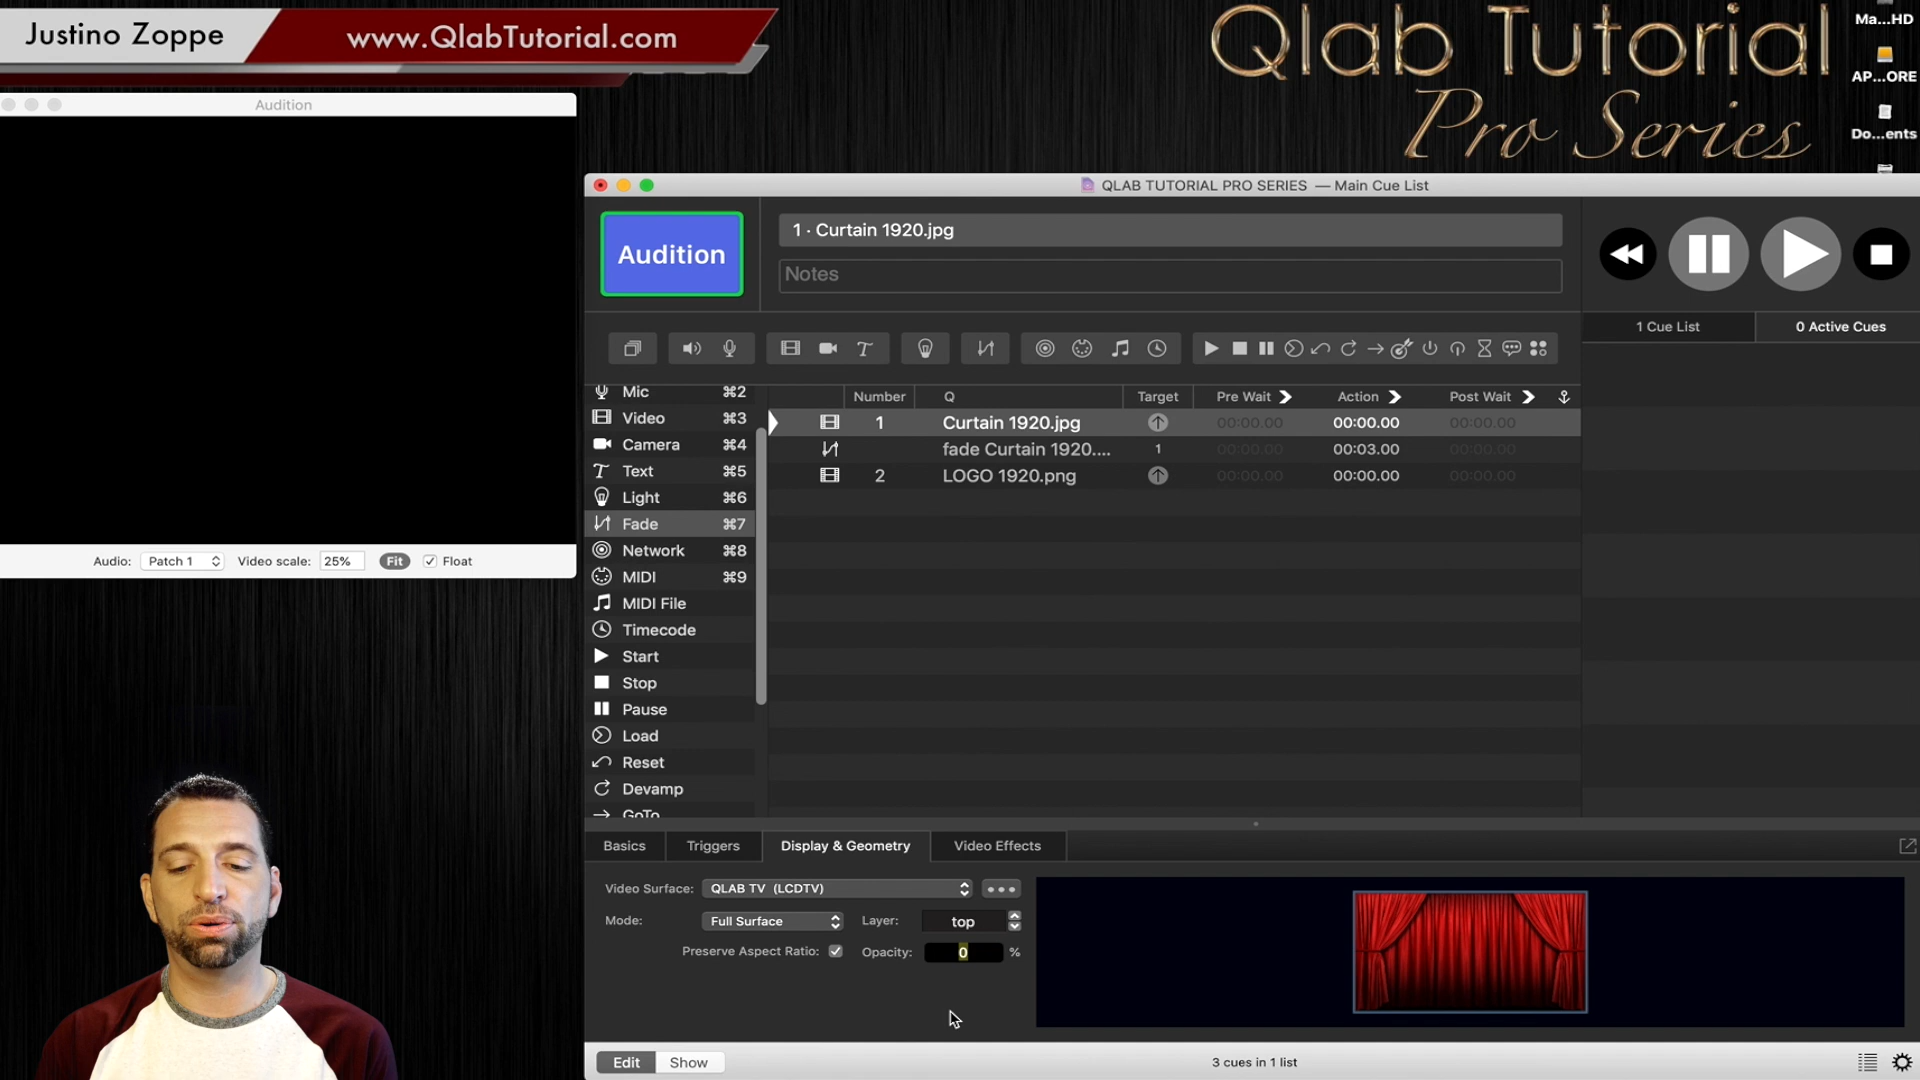 Justino Zoppe
www.QlabTutorial.com
Qlab Tutorial
Pro Series
Ma...HD
AP...ORE
Do...ents
Audition
Audio: Patch 1 Video scale: 25% Fit Float
QLAB TUTORIAL PRO SERIES — Main Cue List
Audition
1 · Curtain 1920.jpg
Notes
1 Cue List
0 Active Cues
Mic ⌘2
Video ⌘3
Camera ⌘4
Text ⌘5
Light ⌘6
Fade ⌘7
Network ⌘8
MIDI ⌘9
MIDI File
Timecode
Start
Stop
Pause
Load
Reset
Devamp
GoTo
Number Q Target Pre Wait Action Post Wait
1 Curtain 1920.jpg 00:00.00 00:00.00 00:00.00
fade Curtain 1920.... 1 00:00.00 00:03.00 00:00.00
2 LOGO 1920.png 00:00.00 00:00.00 00:00.00
Basics Triggers Display & Geometry Video Effects
Video Surface: QLAB TV (LCDTV)
Mode: Full Surface Layer: top
Preserve Aspect Ratio: Opacity: 0 %
Edit Show
3 cues in 1 list